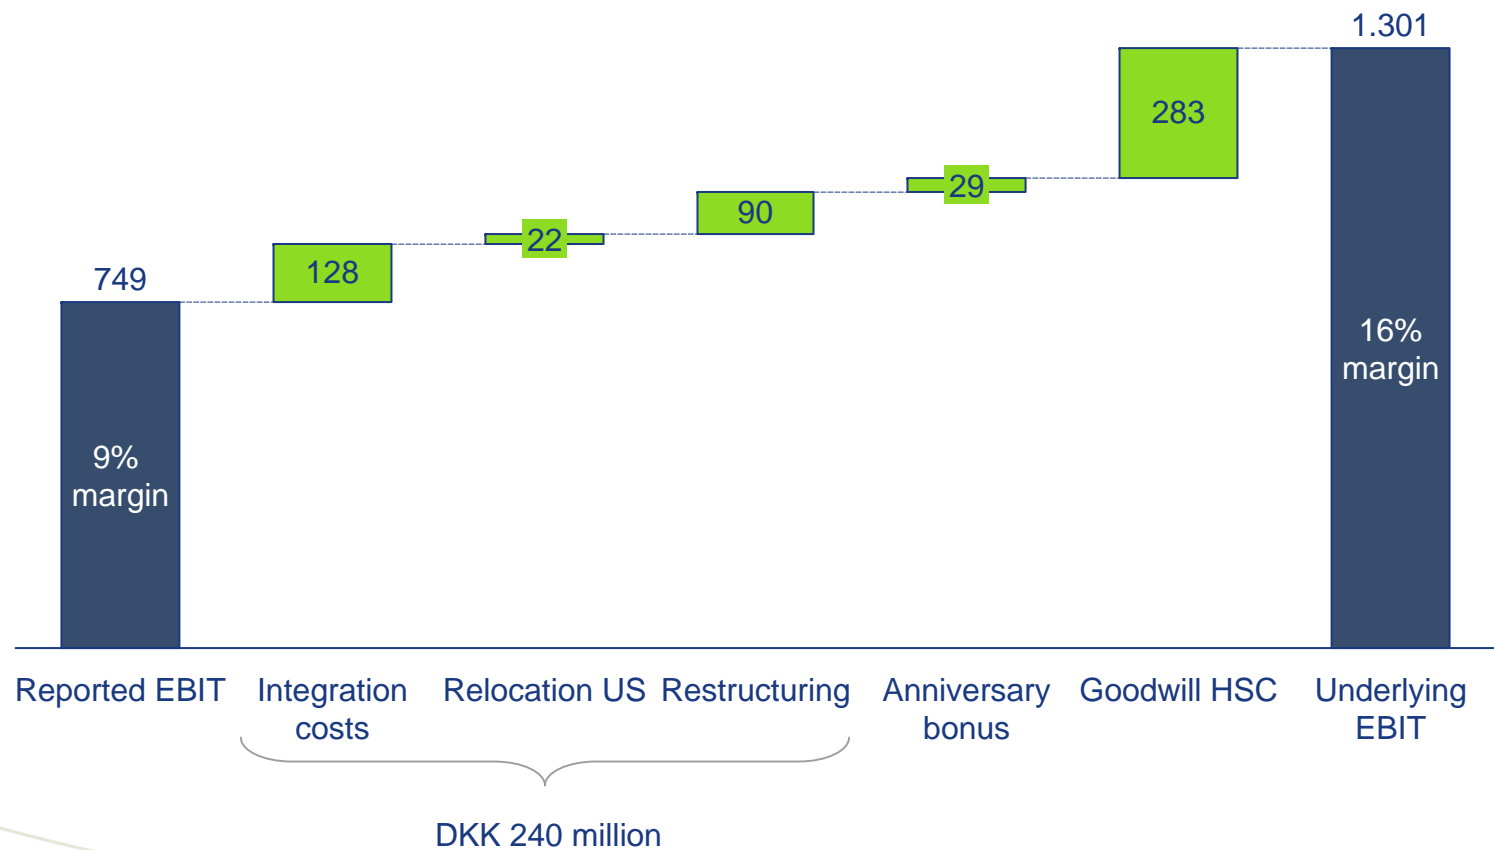 1.301
283
29
90
22
128
749
16%
margin
9%
margin
Reported EBIT
Integration
costs
Relocation US
Restructuring
Anniversary
bonus
Goodwill HSC
Underlying
EBIT
DKK 240 million